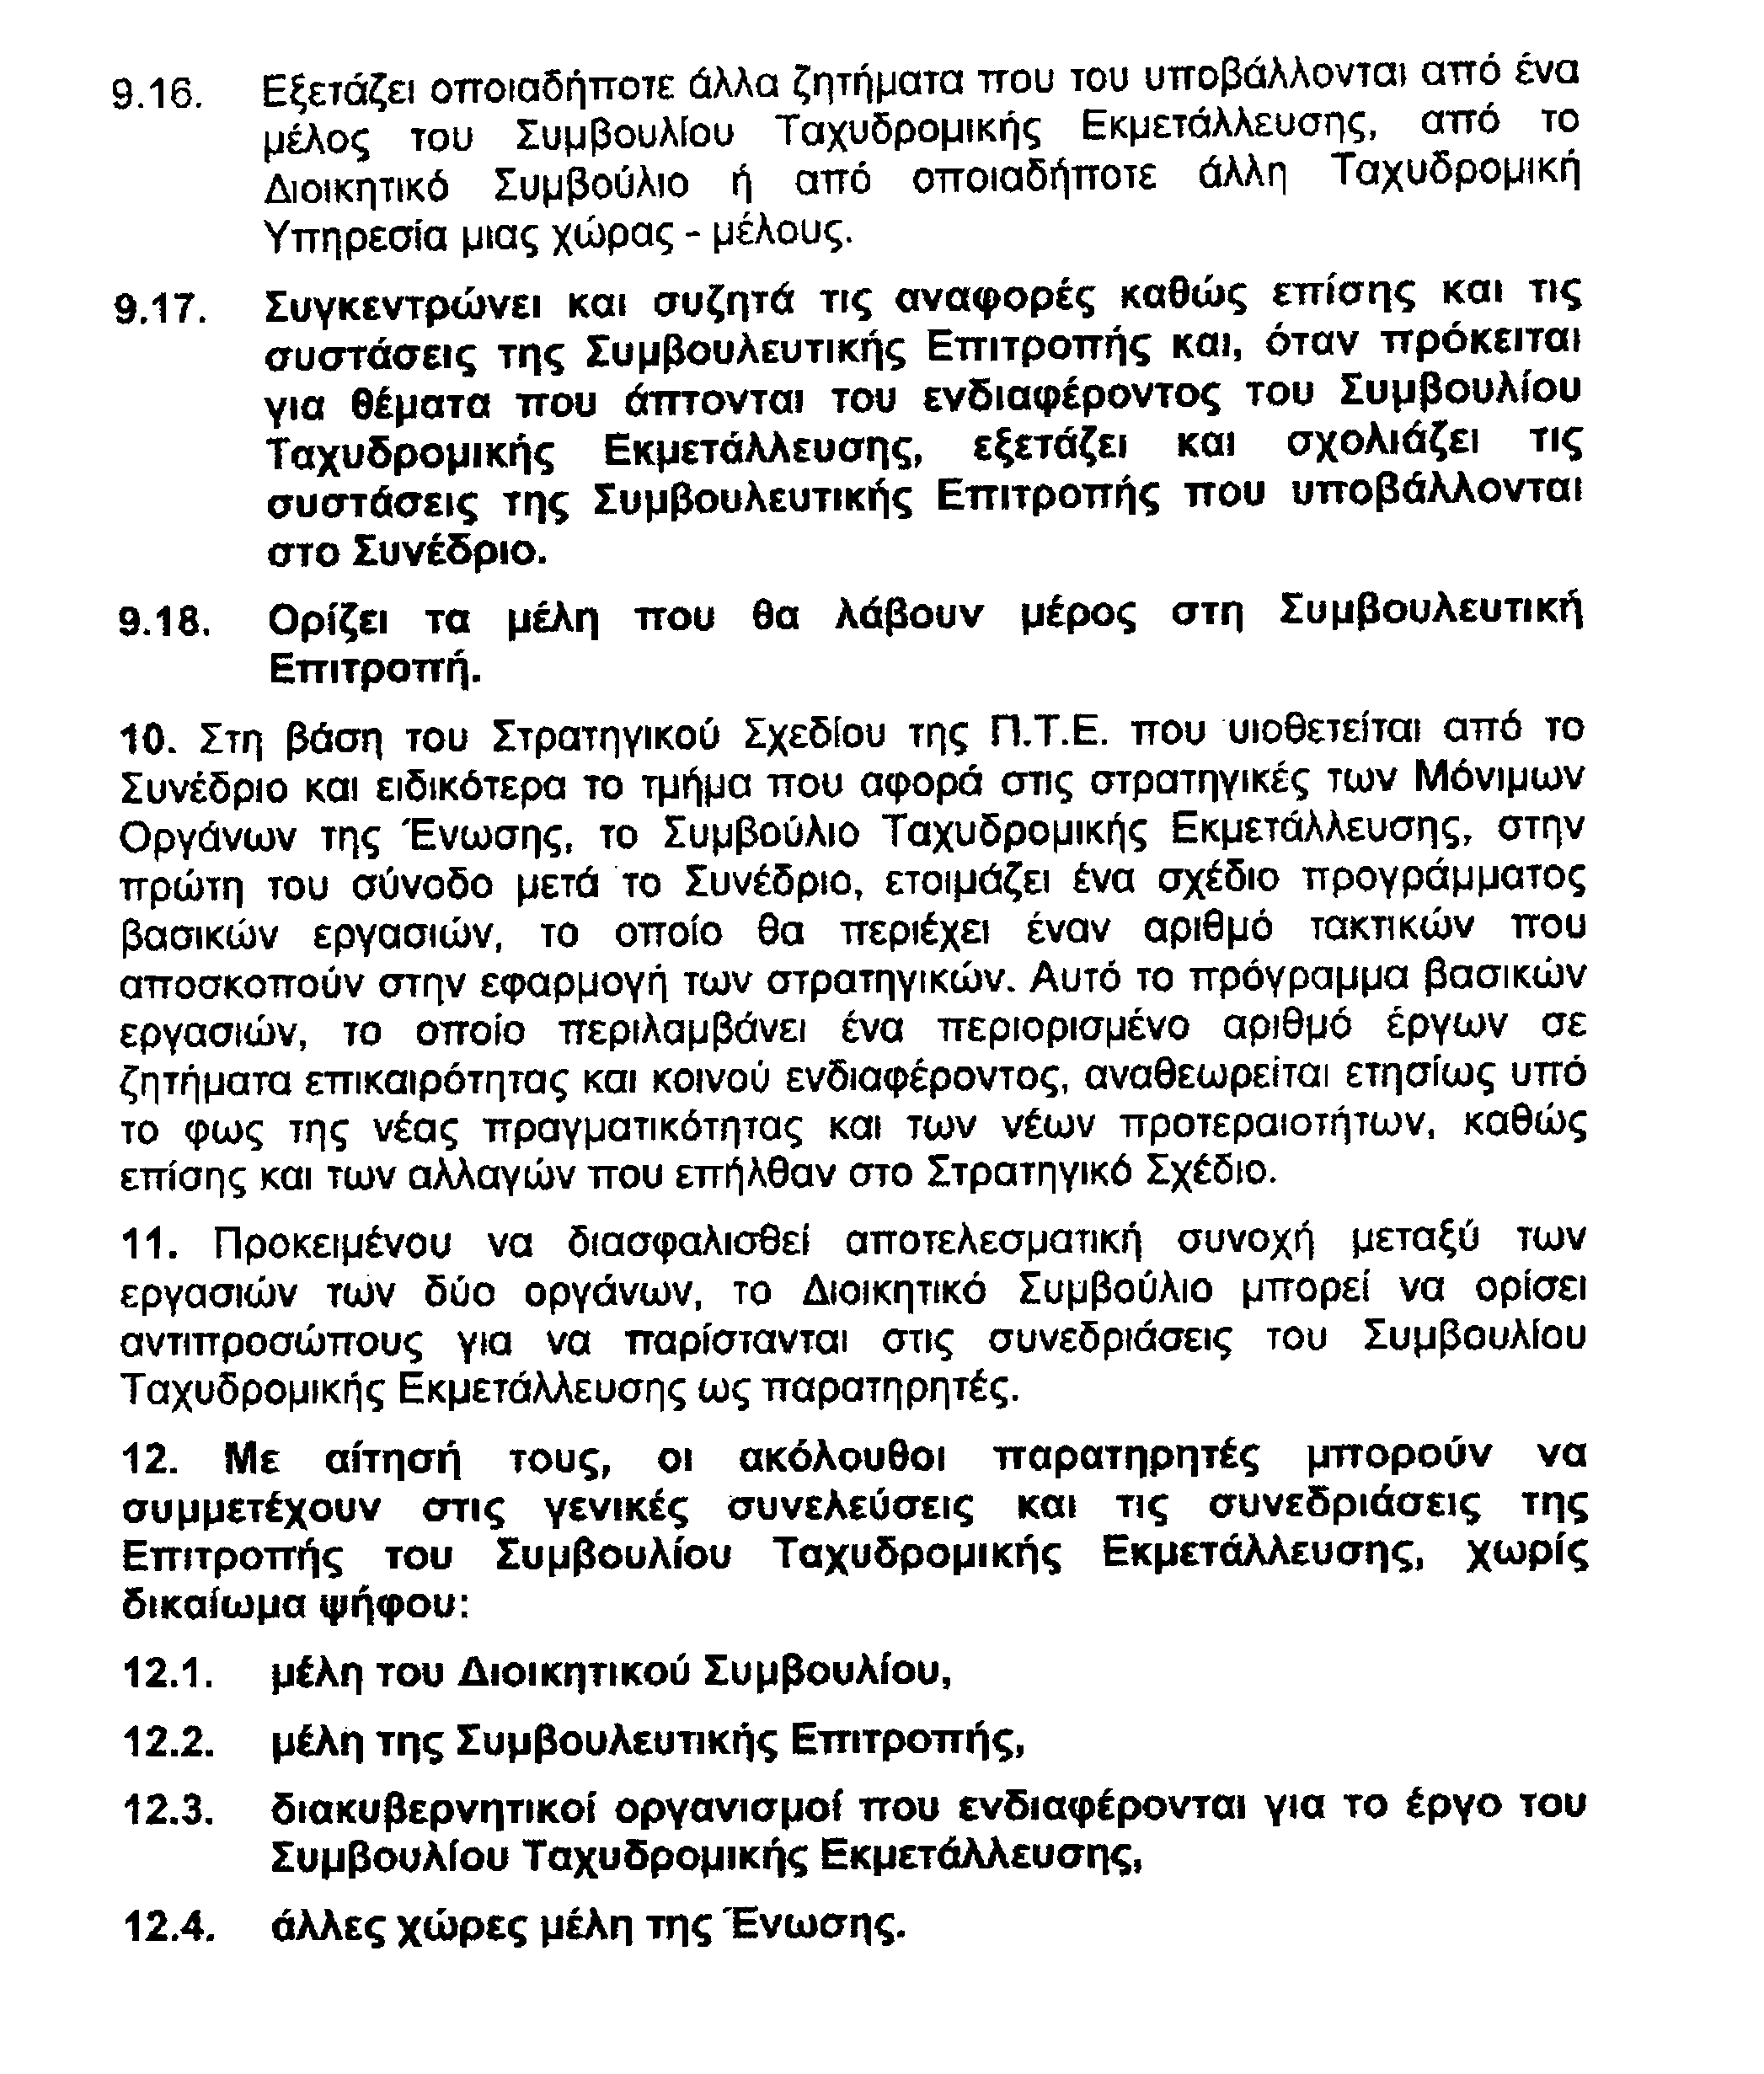 9.16. Εξετάζει οποιαδήποτε άλλα ζητήματα που του υποβάλλονται από ένα
μέλος του Συμβουλίου Ταχυδρομικής Εκμετάλλευσης, από το
Διοικητικό Συμβούλιο ή από οποιαδήποτε άλλη Ταχυδρομική
Υπηρεσία μιας χώρας - μέλους.
9.17. Συγκεντρώνει και συζητά τις αναφορές καθώς επίσης και τις
συστάσεις της Συμβουλευτικής Επιτροπής και, όταν πρόκειται
για θέματα που άπτονται του ενδιαφέροντος του Συμβουλίου
Ταχυδρομικής Εκμετάλλευσης, εξετάζει και σχολιάζει τις
συστάσεις της Συμβουλευτικής Επιτροπής που υποβάλλονται
στο Συνέδριο.
9.18. Ορίζει τα μέλη που θα λάβουν μέρος στη Συμβουλευτική
Επιτροπή.
10. Στη βάση του Στρατηγικού Σχεδίου της Π.Τ.Ε. που υιοθετείται από το
Συνέδριο και ειδικότερα το τμήμα που αφορά στις στρατηγικές των Μόνιμων
Οργάνων της Ένωσης, το Συμβούλιο Ταχυδρομικής Εκμετάλλευσης, στην
πρώτη του σύνοδο μετά το Συνέδριο, ετοιμάζει ένα σχέδιο προγράμματος
βασικών εργασιών, το οποίο θα περιέχει έναν αριθμό τακτικών που
αποσκοπούν στην εφαρμογή των στρατηγικών. Αυτό το πρόγραμμα βασικών
εργασιών, το οποίο περιλαμβάνει ένα περιορισμένο αριθμό έργων σε
ζητήματα επικαιρότητας και κοινού ενδιαφέροντος, αναθεωρείται ετησίως υπό
το φως της νέας πραγματικότητας και των νέων προτεραιοτήτων, καθώς
επίσης και των αλλαγών που επήλθαν στο Στρατηγικό Σχέδιο.
11. Προκειμένου να διασφαλισθεί αποτελεσματική συνοχή μεταξύ των
εργασιών των δύο οργάνων, το Διοικητικό Συμβούλιο μπορεί να ορίσει
αντιπροσώπους για να παρίστανται στις συνεδριάσεις του Συμβουλίου
Ταχυδρομικής Εκμετάλλευσης ως παρατηρητές.
12. Με αίτησή τους, οι ακόλουθοι παρατηρητές μπορούν να
συμμετέχουν στις γενικές συνελεύσεις και τις συνεδριάσεις της
Επιτροπής του Συμβουλίου Ταχυδρομικής Εκμετάλλευσης, χωρίς
δικαίωμα ψήφου:
12.1. μέλη του Διοικητικού Συμβουλίου,
12.2. μέλη της Συμβουλευτικής Επιτροπής,
12.3. διακυβερνητικοί οργανισμοί που ενδιαφέρονται για το έργο του
Συμβουλίου Ταχυδρομικής Εκμετάλλευσης,
12.4. άλλες χώρες μέλη της Ένωσης.